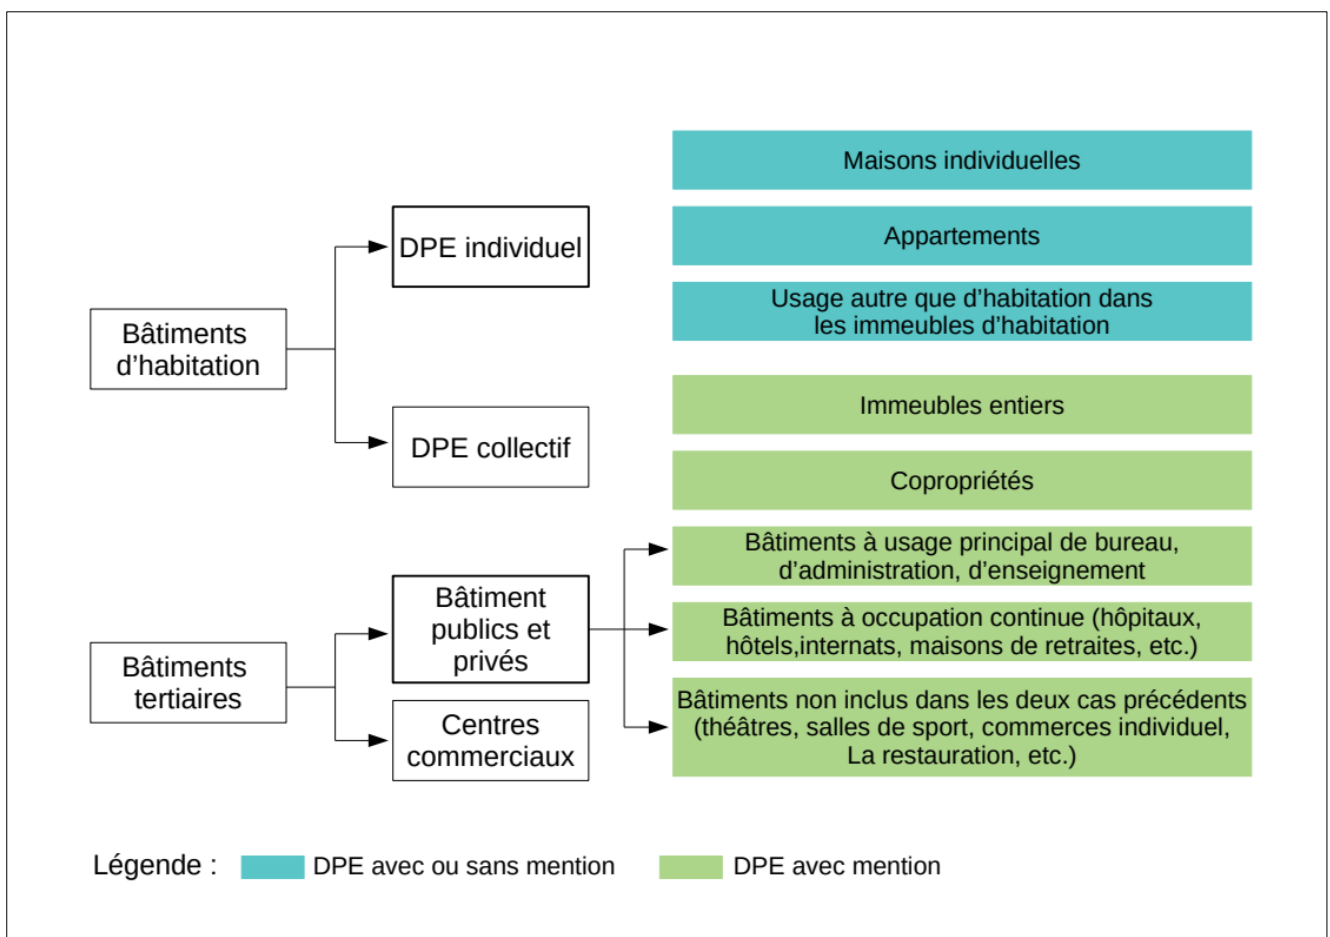 Maisons individuelles
DPE individuel
Appartements
Usage autre que d'habitation dans
les immeubles d'habitation
Bâtiments
d'habitation
Immeubles entiers
DPE collectif
Copropriétés
Bâtiments à usage principal de bureau,
d'administration, d'enseignement
Bâtiment
publics et
privés
Bâtiments à occupation continue (hôpitaux,
hôtels,internats, maisons de retraites, etc.)
Bâtiments
tertiaires
Bâtiments non inclus dans les deux cas précédents
(théâtres, salles de sport, commerces individuel,
La restauration, etc.)
Centres
commerciaux
Légende :
DPE avec ou sans mention
DPE avec mention